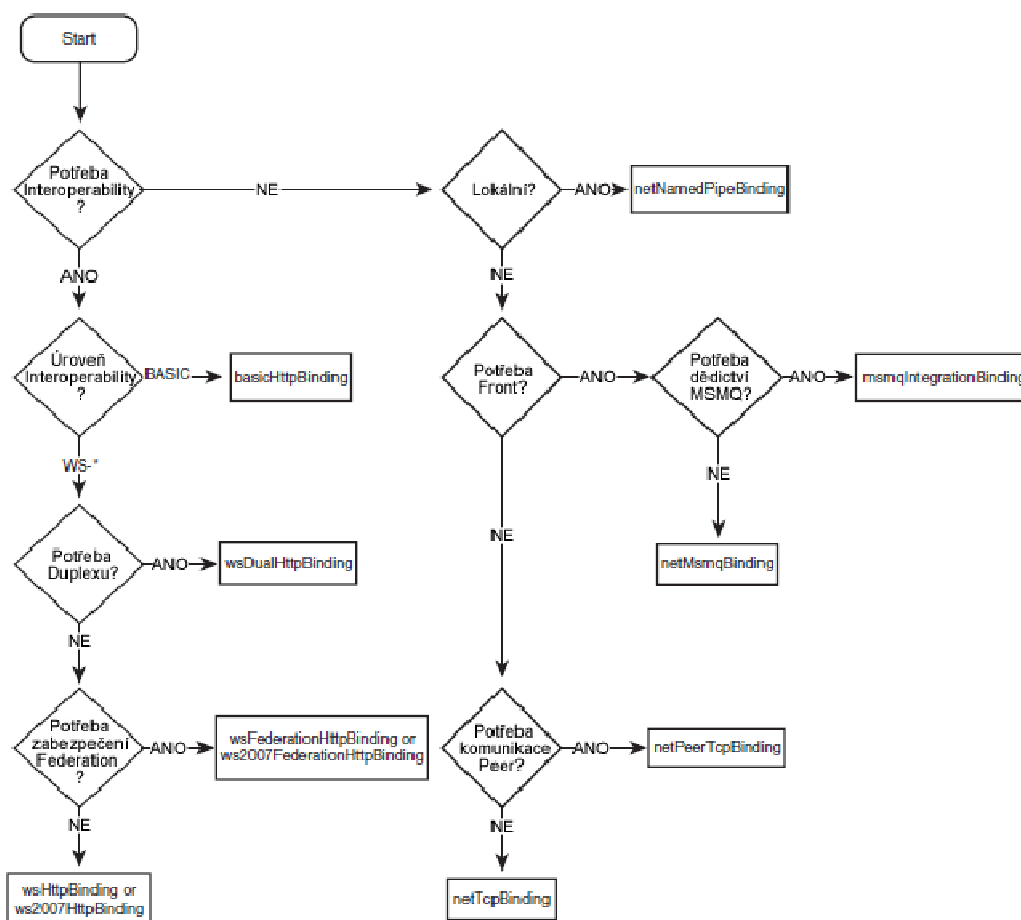 Start
Potřeba
Interoperability
?
NE
Lokální?
ANO
netNamedPipeBinding
ANO
NE
Úroveň
Interoperability
?
BASIC
basicHttpBinding
Potřeba
Front?
ANO
Potřeba
dědictví
MSMQ?
ANO
msmqIntegrationBinding
WS-*
NE
NE
Potřeba
Duplexu?
ANO
wsDualHttpBinding
netMsmqBinding
NE
Potřeba
zabezpečení
Federation
?
ANO
wsFederationHttpBinding or
ws2007FederationHttpBinding
Potřeba
komunikace
Peer?
ANO
netPeerTcpBinding
NE
NE
wsHttpBinding or
ws2007HttpBinding
netTcpBinding